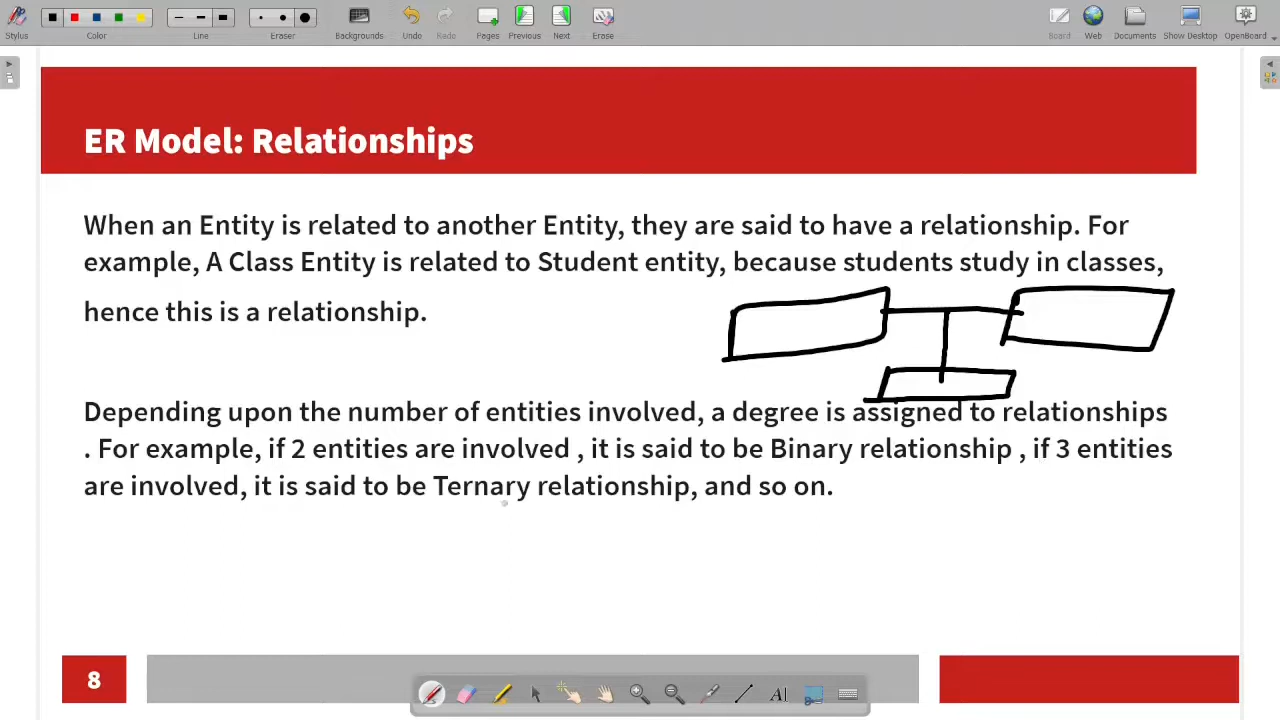 Stylus
Color
Line
Eraser
Backgrounds
Undo
Redo
Pages
Previous
Next
Erase
Board
Web
Documents
Show Desktop
OpenBoard
ER Model: Relationships
When an Entity is related to another Entity, they are said to have a relationship. For
example, A Class Entity is related to Student entity, because students study in classes,
hence this is a relationship.
Depending upon the number of entities involved, a degree is assigned to relationships
. For example, if 2 entities are involved , it is said to be Binary relationship , if 3 entities
are involved, it is said to be Ternary relationship, and so on.
8
AI